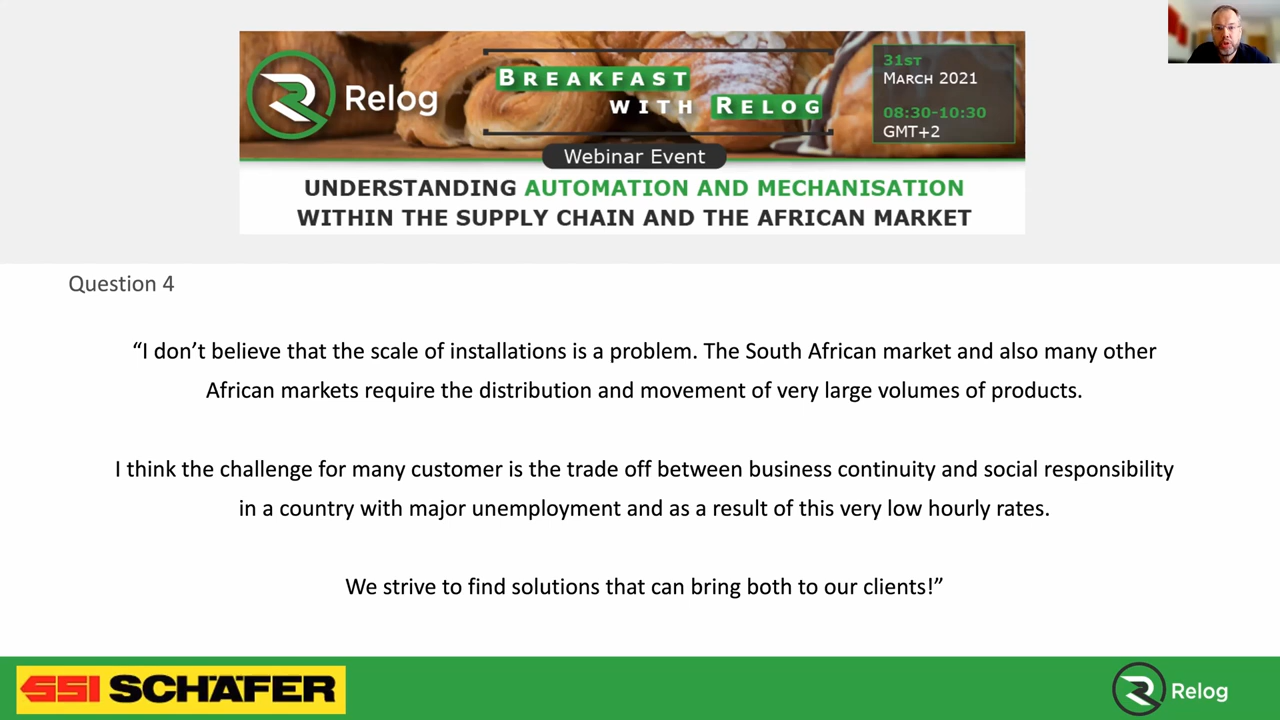 Relog
BREAKFAST
WITH RELOG
31ST
MARCH 2021
08:30-10:30
GMT+2
Webinar Event
UNDERSTANDING AUTOMATION AND MECHANISATION
WITHIN THE SUPPLY CHAIN AND THE AFRICAN MARKET
Question 4
“I don’t believe that the scale of installations is a problem. The South African market and also many other
African markets require the distribution and movement of very large volumes of products.
I think the challenge for many customer is the trade off between business continuity and social responsibility
in a country with major unemployment and as a result of this very low hourly rates.
We strive to find solutions that can bring both to our clients!”
SSI SCHÄFER
Relog